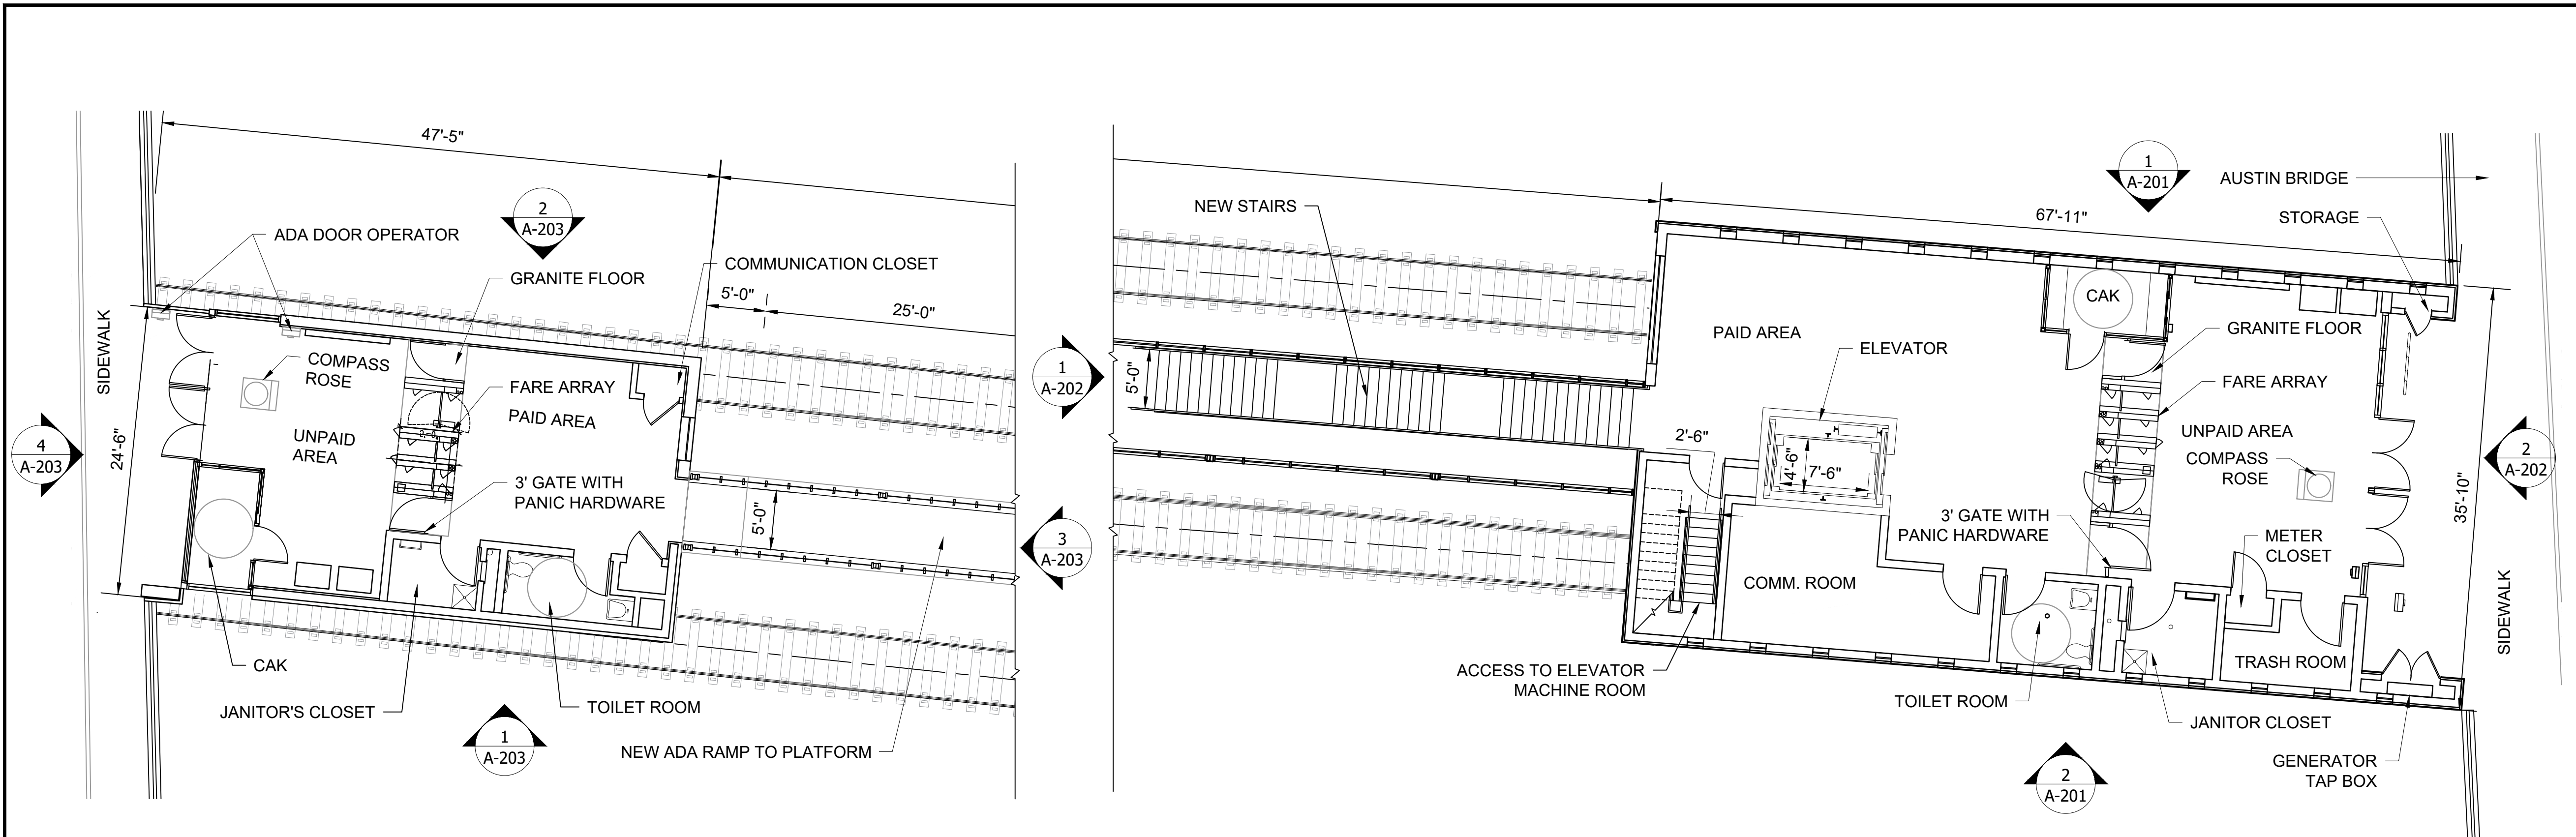 47'-5"
2
A-203
ADA DOOR OPERATOR
GRANITE FLOOR
COMMUNICATION CLOSET
5'-0"
25'-0"
SIDEWALK
COMPASS
ROSE
FARE ARRAY
PAID AREA
UNPAID
AREA
4
A-203
24'-6"
3' GATE WITH
PANIC HARDWARE
5'-0"
CAK
JANITOR'S CLOSET
TOILET ROOM
1
A-203
NEW ADA RAMP TO PLATFORM
1
A-202
3
A-203
NEW STAIRS
5'-0"
67'-11"
1
A-201
AUSTIN BRIDGE
STORAGE
CAK
PAID AREA
GRANITE FLOOR
ELEVATOR
FARE ARRAY
2'-6"
4'-6"
7'-6"
UNPAID AREA
COMPASS
ROSE
2
A-202
35'-10"
3' GATE WITH
PANIC HARDWARE
METER
CLOSET
COMM. ROOM
SIDEWALK
ACCESS TO ELEVATOR
MACHINE ROOM
TRASH ROOM
TOILET ROOM
JANITOR CLOSET
GENERATOR
TAP BOX
2
A-201